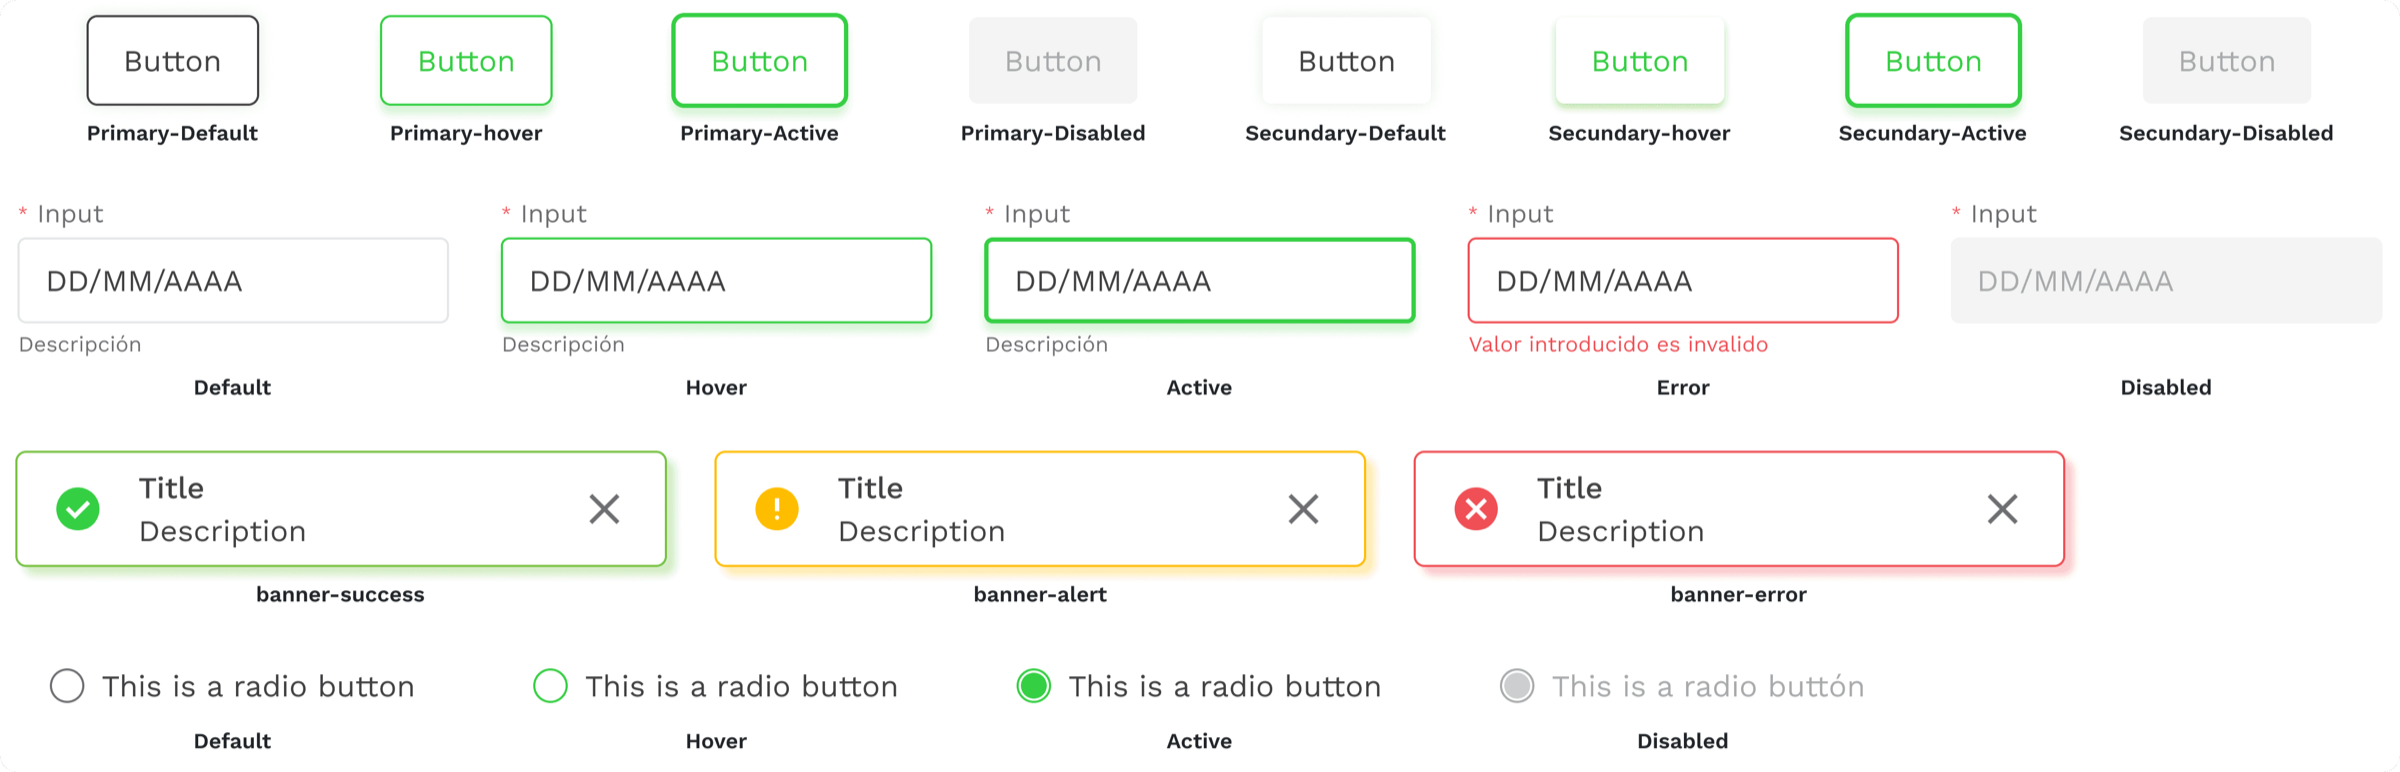 Button Button Button Button Button Button Button Button
Primary-Default Primary-hover Primary-Active Primary-Disabled Secundary-Default Secundary-hover Secundary-Active Secundary-Disabled
* Input * Input * Input * Input * Input
DD/MM/AAAA DD/MM/AAAA DD/MM/AAAA DD/MM/AAAA DD/MM/AAAA
Descripción Descripción Descripción Valor introducido es invalido
Default Hover Active Error Disabled
Title Title Title
Description Description Description
banner-success banner-alert banner-error
This is a radio button This is a radio button This is a radio button This is a radio buttón
Default Hover Active Disabled